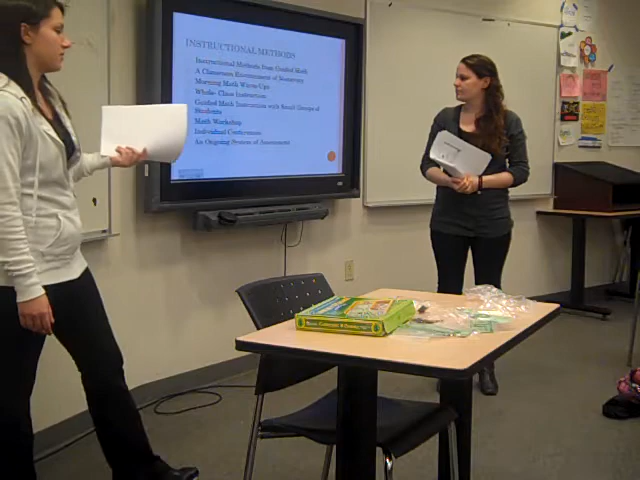 INSTRUCTIONAL METHODS
Instructional Methods from Guided Math
A Classroom Environment of Numeracy
Morning Math Warm-Ups
Whole-Class Instruction
Guided Math Instruction with Small Groups of
Students
Math Workshop
Individual Conferences
An Ongoing System of Assessment